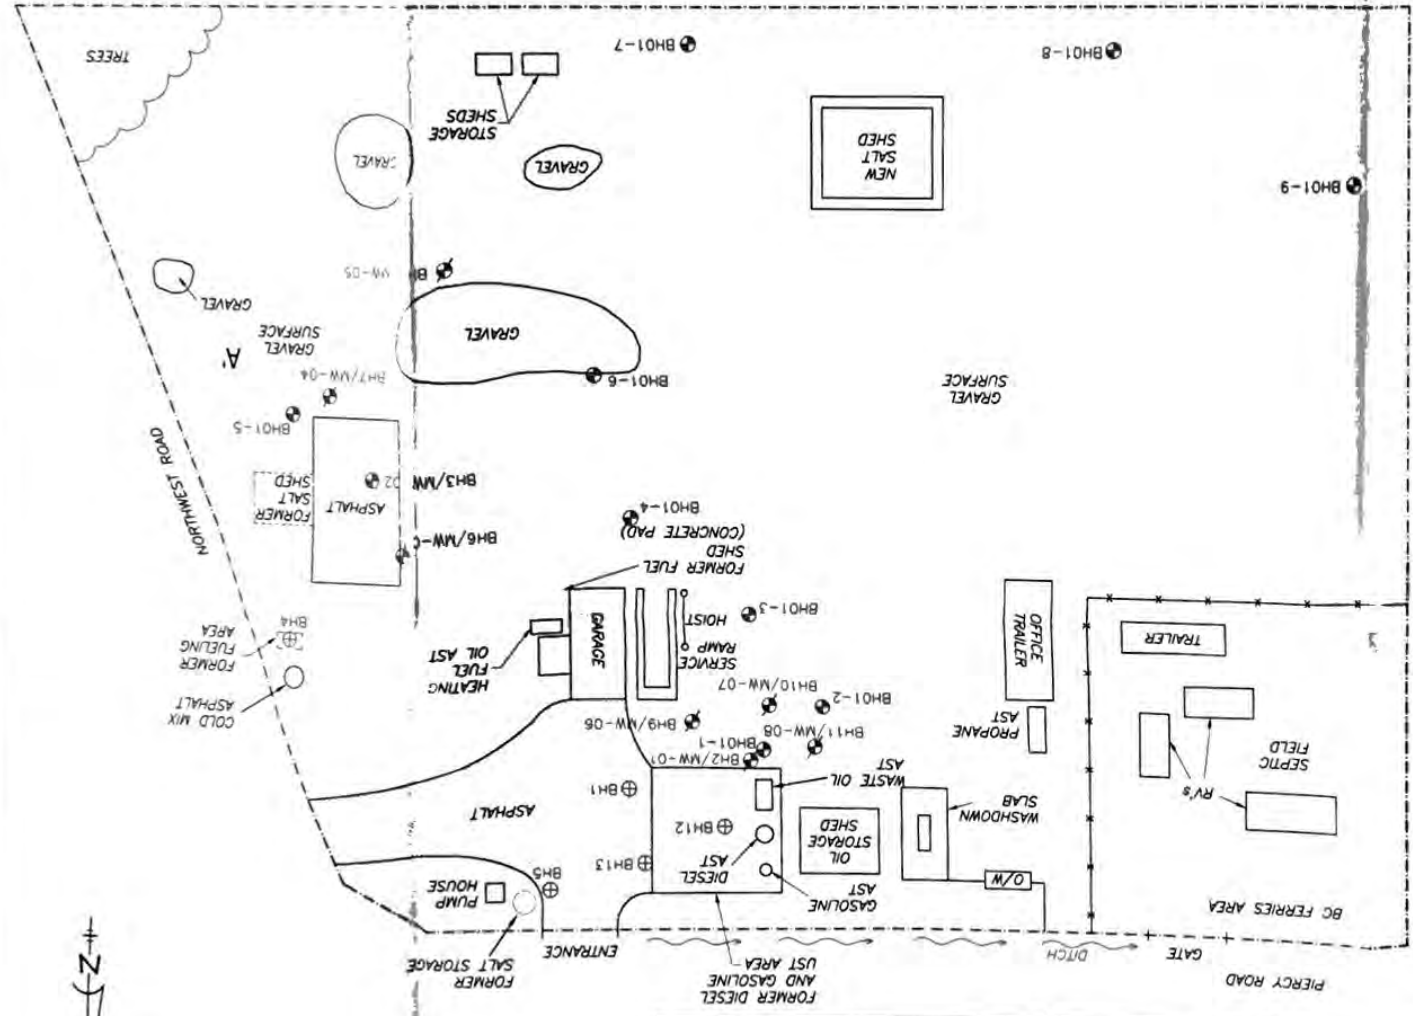 PIERCY ROAD
GATE
DITCH
FORMER DIESEL
AND GASOLINE
UST AREA
ENTRANCE
FORMER
SALT STORAGE
N
BC FERRIES AREA
O/W
GASOLINE
AST
DIESEL
AST
BH13
BH5
PUMP
HOUSE
SEPTIC
FIELD
RV's
WASHDOWN
SLAB
OIL
STORAGE
SHED
BH12
BH1
ASPHALT
WASTE OIL
AST
PROPANE
AST
BH11/MW-08
BH01-1
BH2/MW-01
BH01-2
BH10/MW-07
BH9/MW-06
COLD MIX
ASPHALT
TRAILER
OFFICE
TRAILER
SERVICE
RAMP
HOIST
GARAGE
HEATING
FUEL
OIL AST
FORMER
FUELING
AREA
BH4
BH01-3
FORMER FUEL
SHED
(CONCRETE PAD)
BH01-4
BH6/MW-
BH3/MW 02
ASPHALT
FORMER
SALT
SHED
NORTHWEST ROAD
BH01-5
BH7/MW-04
GRAVEL
SURFACE
BH01-6
GRAVEL
GRAVEL
SURFACE
A'
GRAVEL
MW-05
BH01-9
NEW
SALT
SHED
GRAVEL
GRAVEL
STORAGE
SHEDS
TREES
BH01-8
BH01-7